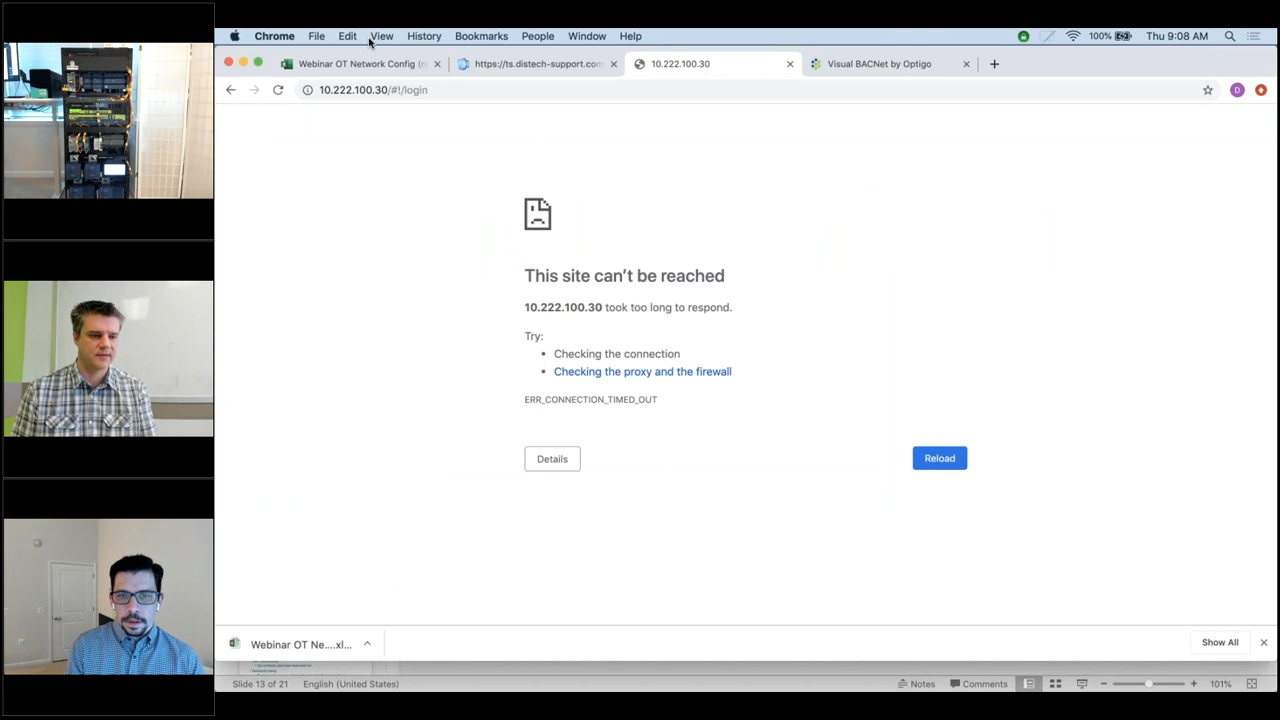 Chrome File Edit View History Bookmarks People Window Help 100% Thu 9:08 AM
Webinar OT Network Config (r https://ts.distech-support.com 10.222.100.30 Visual BACNet by Optigo
10.222.100.30/#!/login
D
This site can't be reached
10.222.100.30 took too long to respond.
Try:
• Checking the connection
• Checking the proxy and the firewall
ERR_CONNECTION_TIMED_OUT
Details Reload
Webinar OT Ne....xl... Show All
Slide 13 of 21 English (United States) Notes Comments 101%